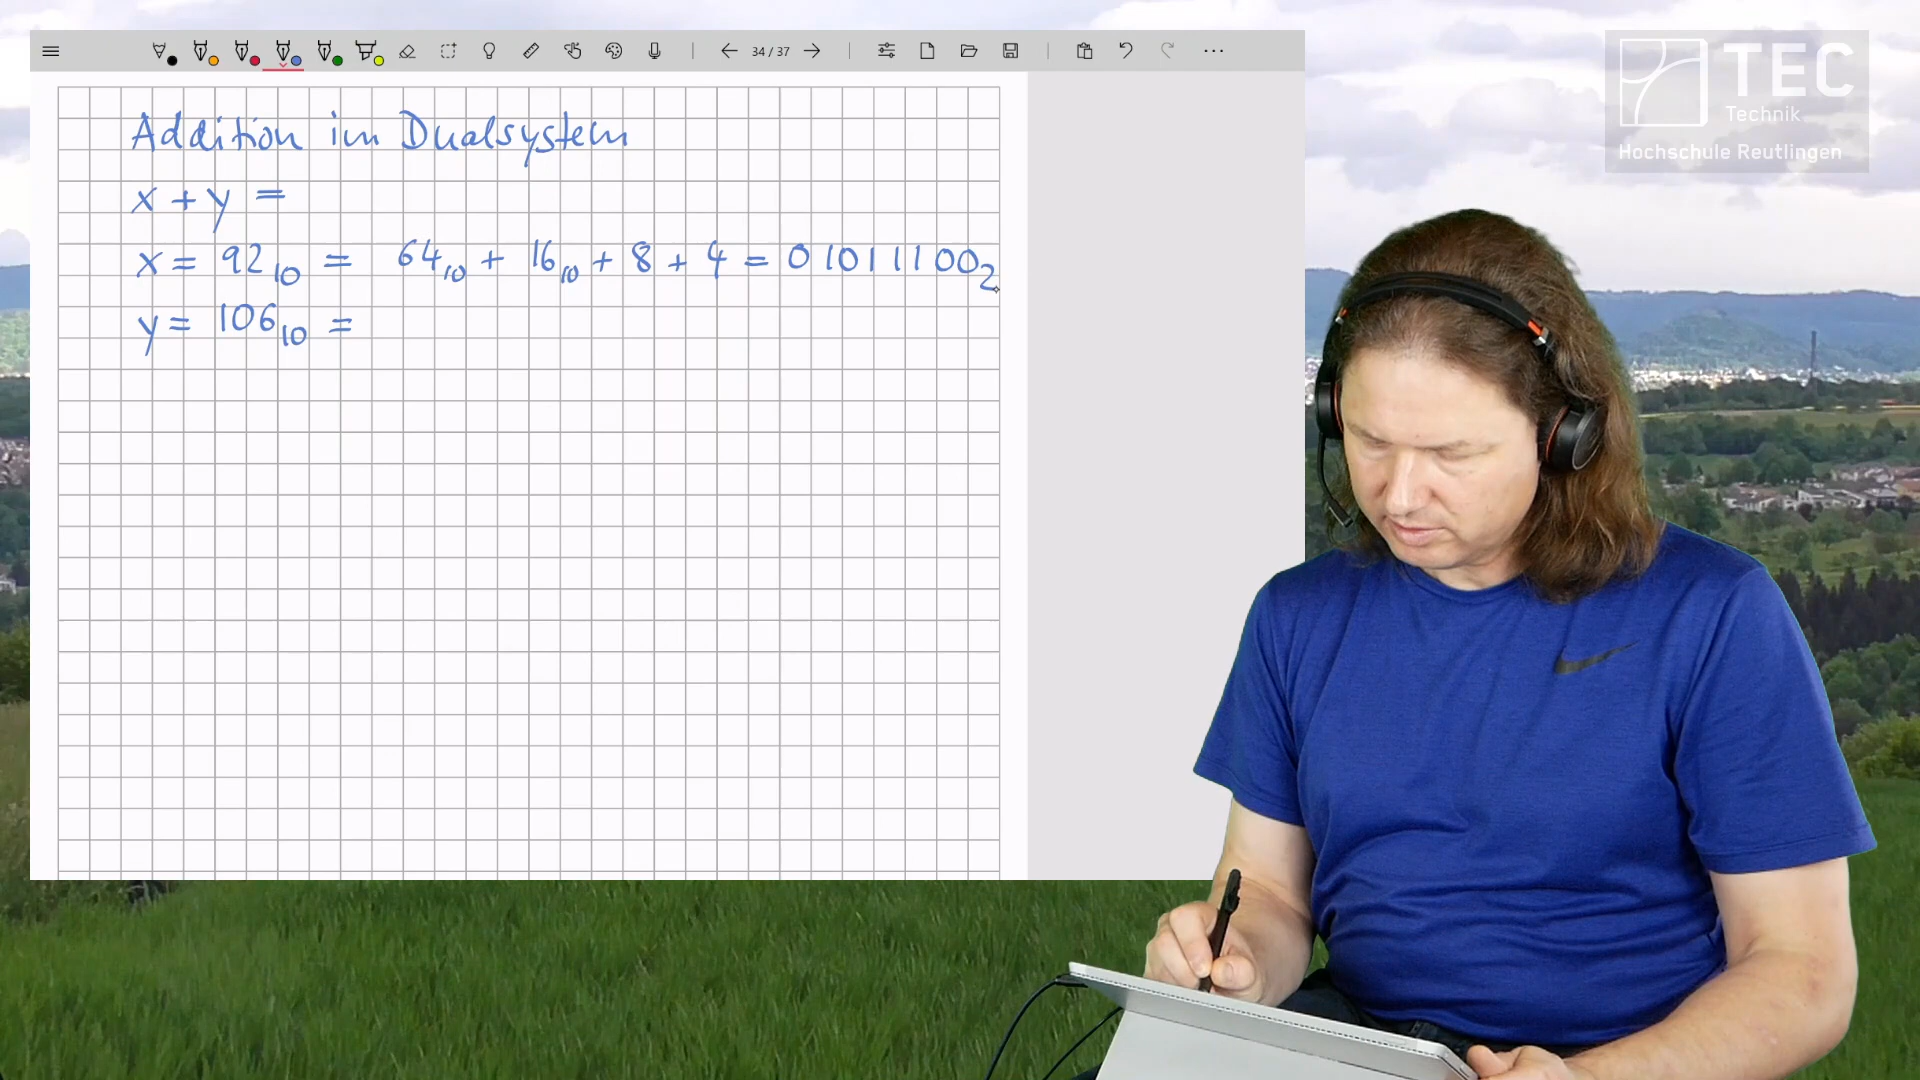 34 / 37
TEC
Technik
Hochschule Reutlingen
Addition im Dualsystem
x + y =
x = 92₁₀ = 64₁₀ + 16₁₀ + 8 + 4 = 01011100₂
y = 106₁₀ =